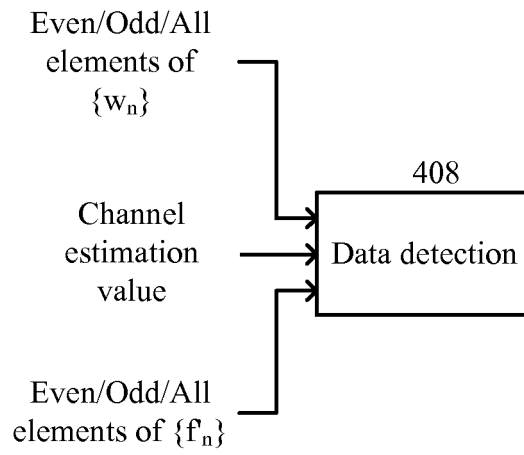 Even/Odd/All
elements of
{wₙ}
408
Channel
estimation
value
Data detection
Even/Odd/All
elements of {f'ₙ}